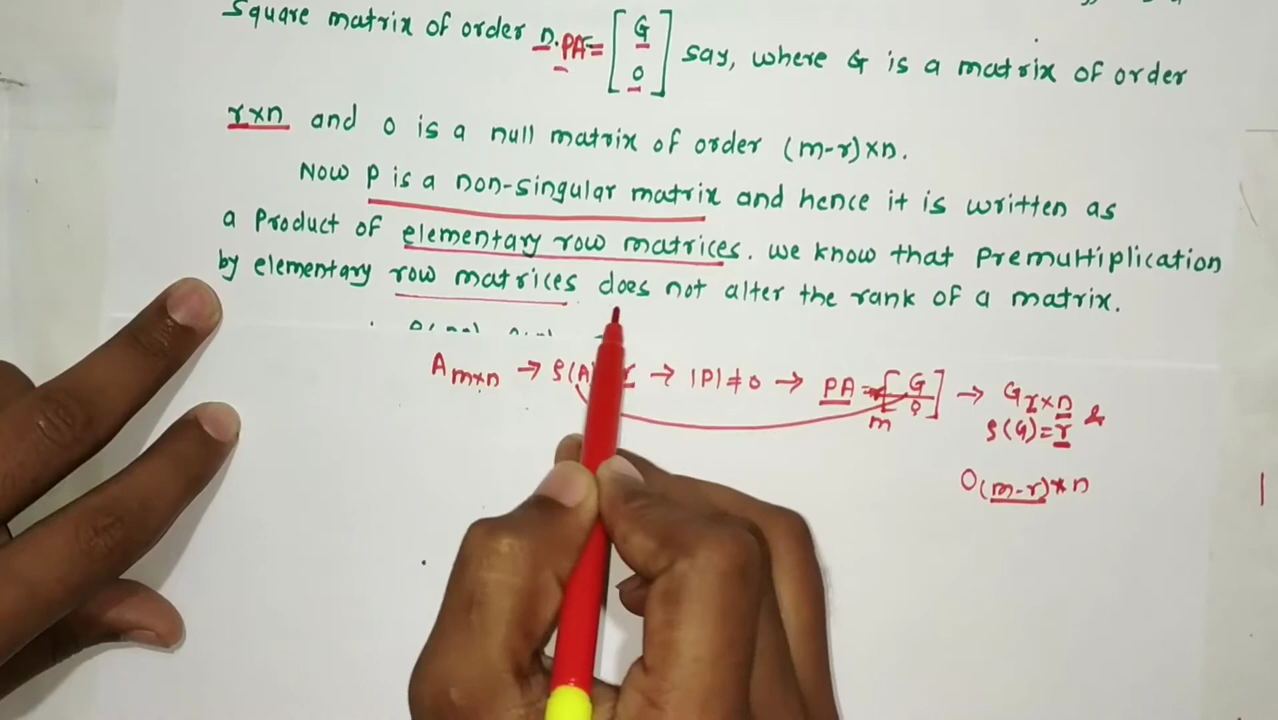 Square matrix of order n. PA = [G
0] say, where G is a matrix of order
r×n and 0 is a null matrix of order (m-r)×n.
Now P is a non-singular matrix and hence it is written as
a product of elementary row matrices. we know that Premultiplication
by elementary row matrices does not alter the rank of a matrix.
A m×n → ρ(A) r → |P| ≠ 0 → PA = [G
0] → G r×n &
m
ρ(G) = r
O(m-r)×n